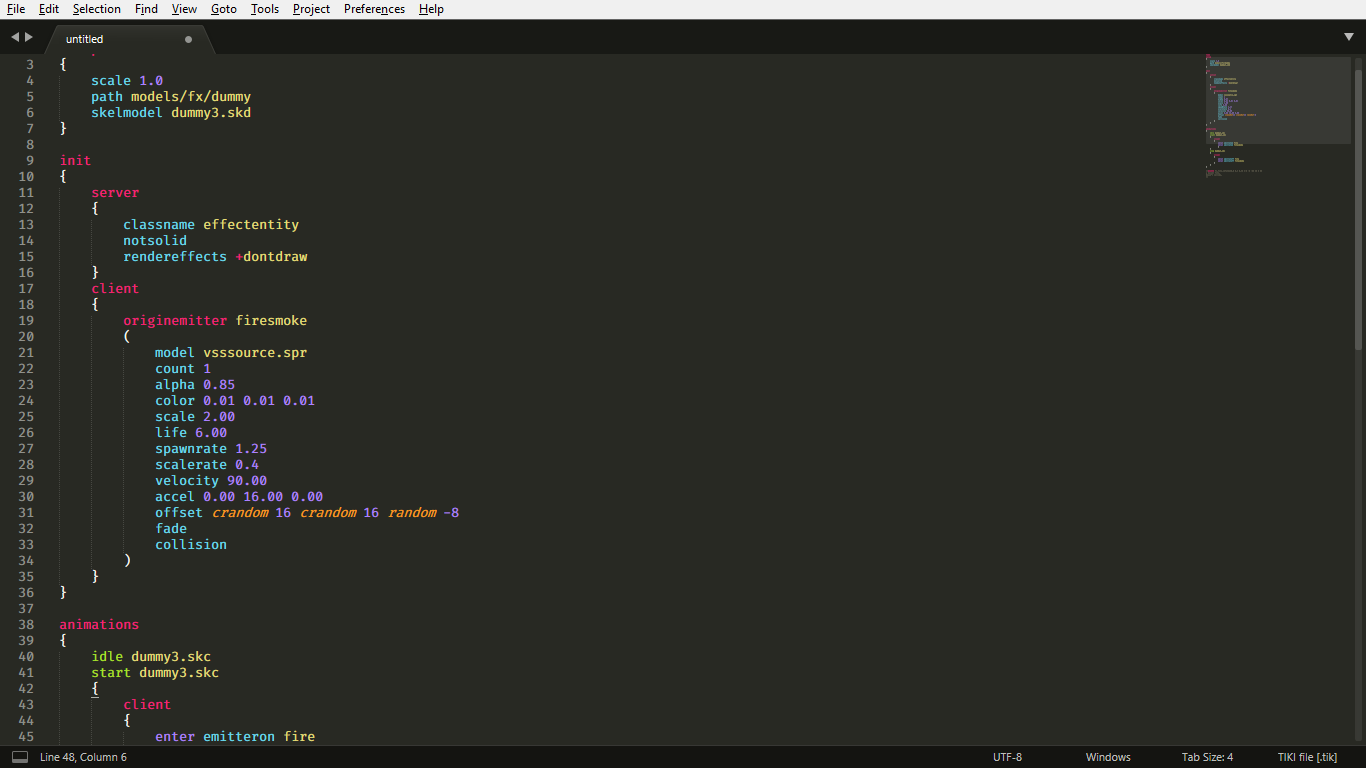 File Edit Selection Find View Goto Tools Project Preferences Help
untitled
3 {
4 scale 1.0
5 path models/fx/dummy
6 skelmodel dummy3.skd
7 }
8
9 init
10 {
11 server
12 {
13 classname effectentity
14 notsolid
15 rendereffects +dontdraw
16 }
17 client
18 {
19 originemitter firesmoke
20 (
21 model vsssource.spr
22 count 1
23 alpha 0.85
24 color 0.01 0.01 0.01
25 scale 2.00
26 life 6.00
27 spawnrate 1.25
28 scalerate 0.4
29 velocity 90.00
30 accel 0.00 16.00 0.00
31 offset crandom 16 crandom 16 random -8
32 fade
33 collision
34 )
35 }
36 }
37
38 animations
39 {
40 idle dummy3.skc
41 start dummy3.skc
42 {
43 client
44 {
45 enter emitteron fire
Line 48, Column 6 UTF-8 Windows Tab Size: 4 TIKI file [.tik]